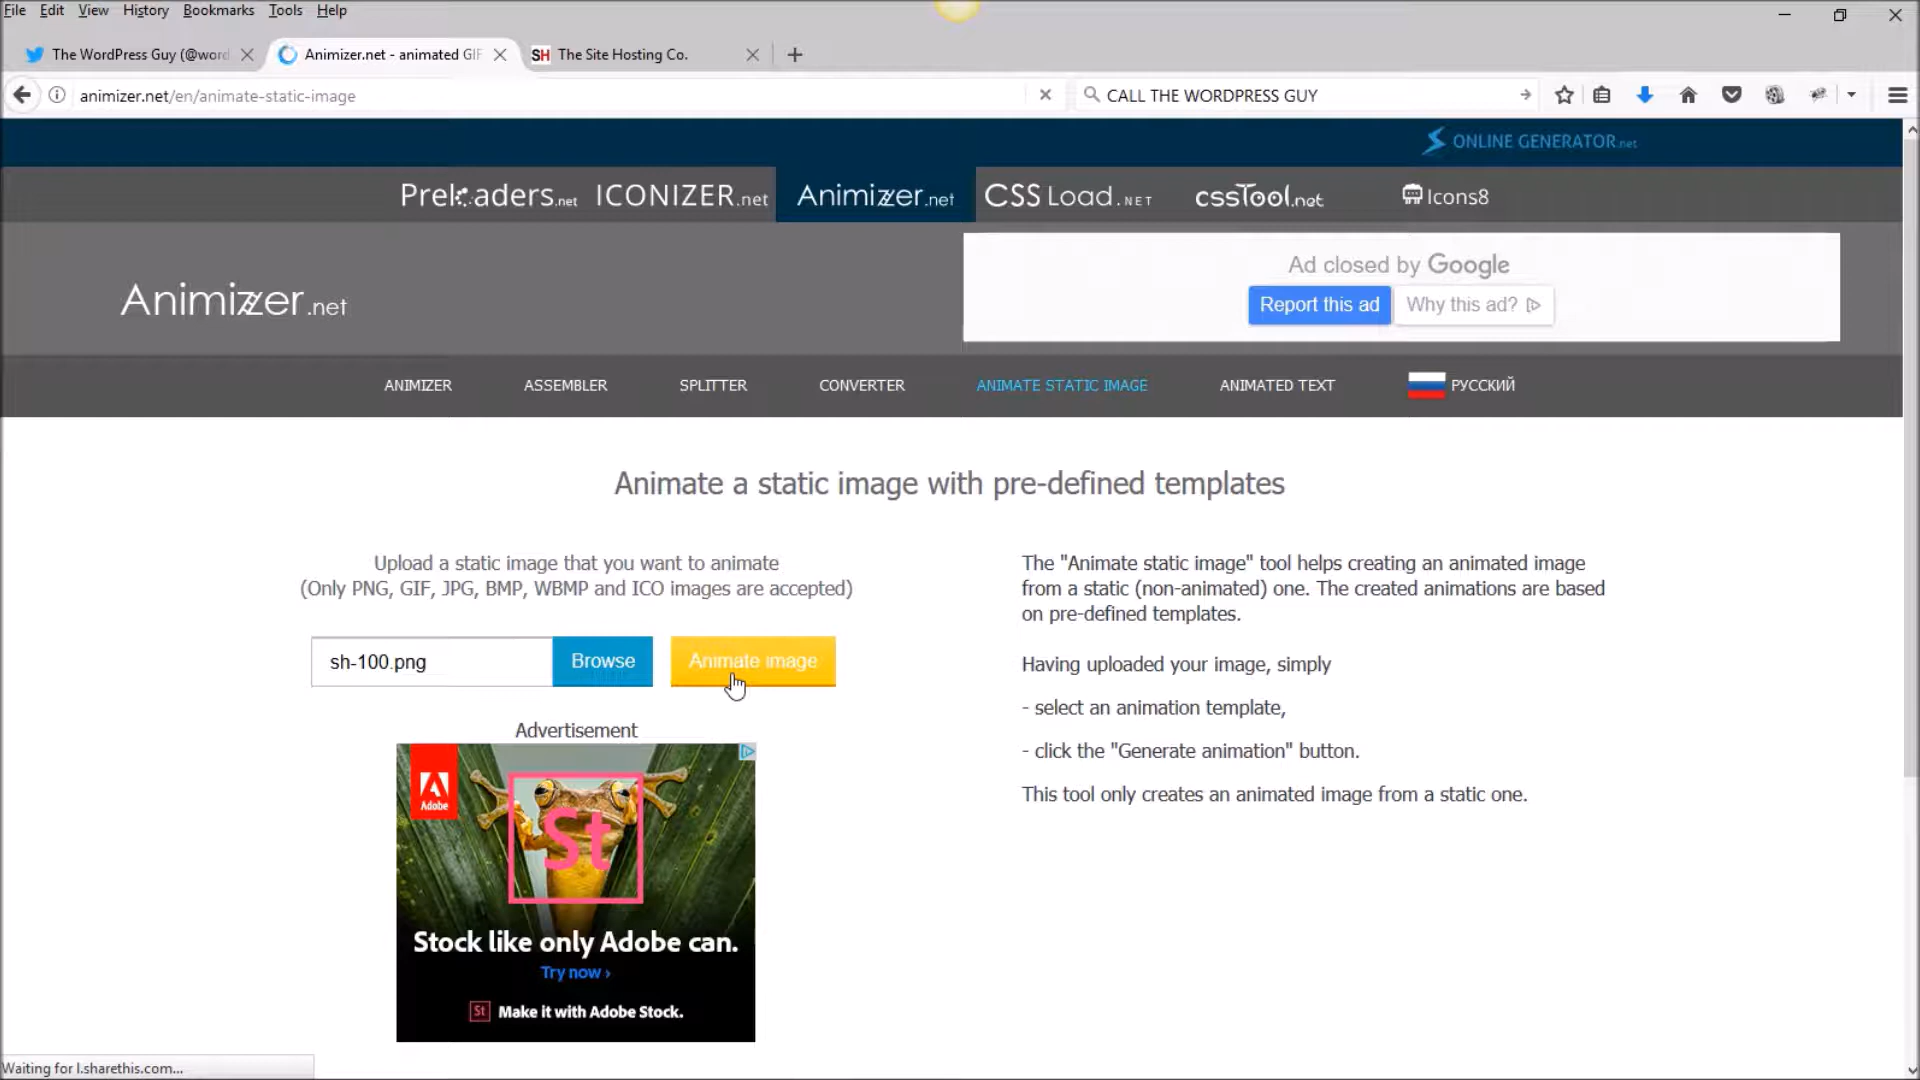 File Edit View History Bookmarks Tools Help
The WordPress Guy (@word
Animizer.net - animated GIF
SH The Site Hosting Co.
animizer.net/en/animate-static-image
CALL THE WORDPRESS GUY
ONLINE GENERATOR.net
Preloaders.net ICONIZER.net Animizer.net CSS Load.NET cssTool.net Icons8
Animizer.net
Ad closed by Google
Report this ad Why this ad?
ANIMIZER ASSEMBLER SPLITTER CONVERTER ANIMATE STATIC IMAGE ANIMATED TEXT РУССКИЙ
Animate a static image with pre-defined templates
Upload a static image that you want to animate
(Only PNG, GIF, JPG, BMP, WBMP and ICO images are accepted)
sh-100.png Browse Animate image
Advertisement
Adobe
St
Stock like only Adobe can.
Try now ›
St Make it with Adobe Stock.
The "Animate static image" tool helps creating an animated image
from a static (non-animated) one. The created animations are based
on pre-defined templates.
Having uploaded your image, simply
- select an animation template,
- click the "Generate animation" button.
This tool only creates an animated image from a static one.
Waiting for l.sharethis.com...